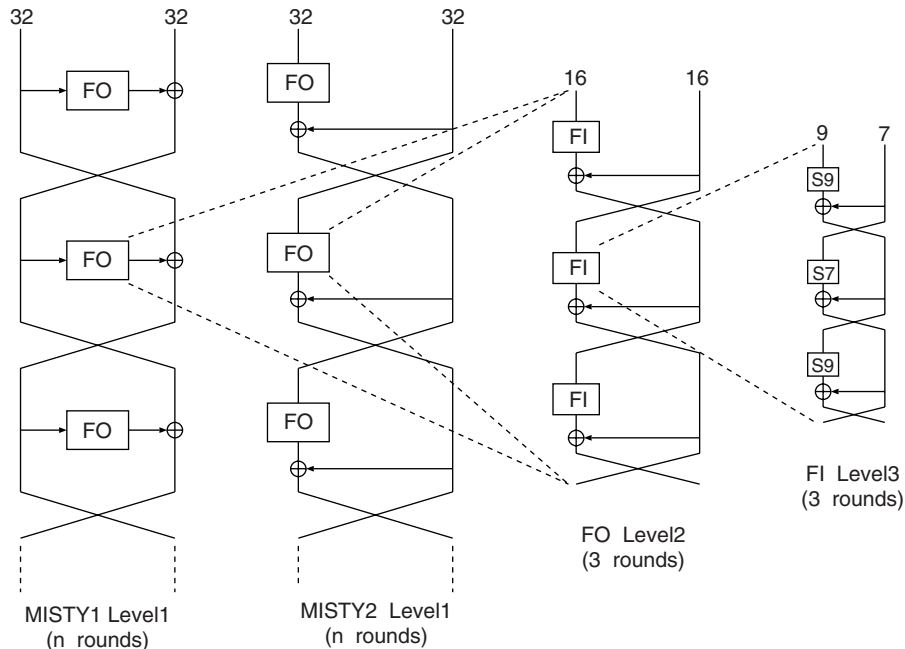 32 32
FO
FO
FO
MISTY1 Level1
(n rounds)
32 32
FO
FO
FO
MISTY2 Level1
(n rounds)
16 16
FI
FI
FI
FO Level2
(3 rounds)
9 7
S9
S7
S9
FI Level3
(3 rounds)